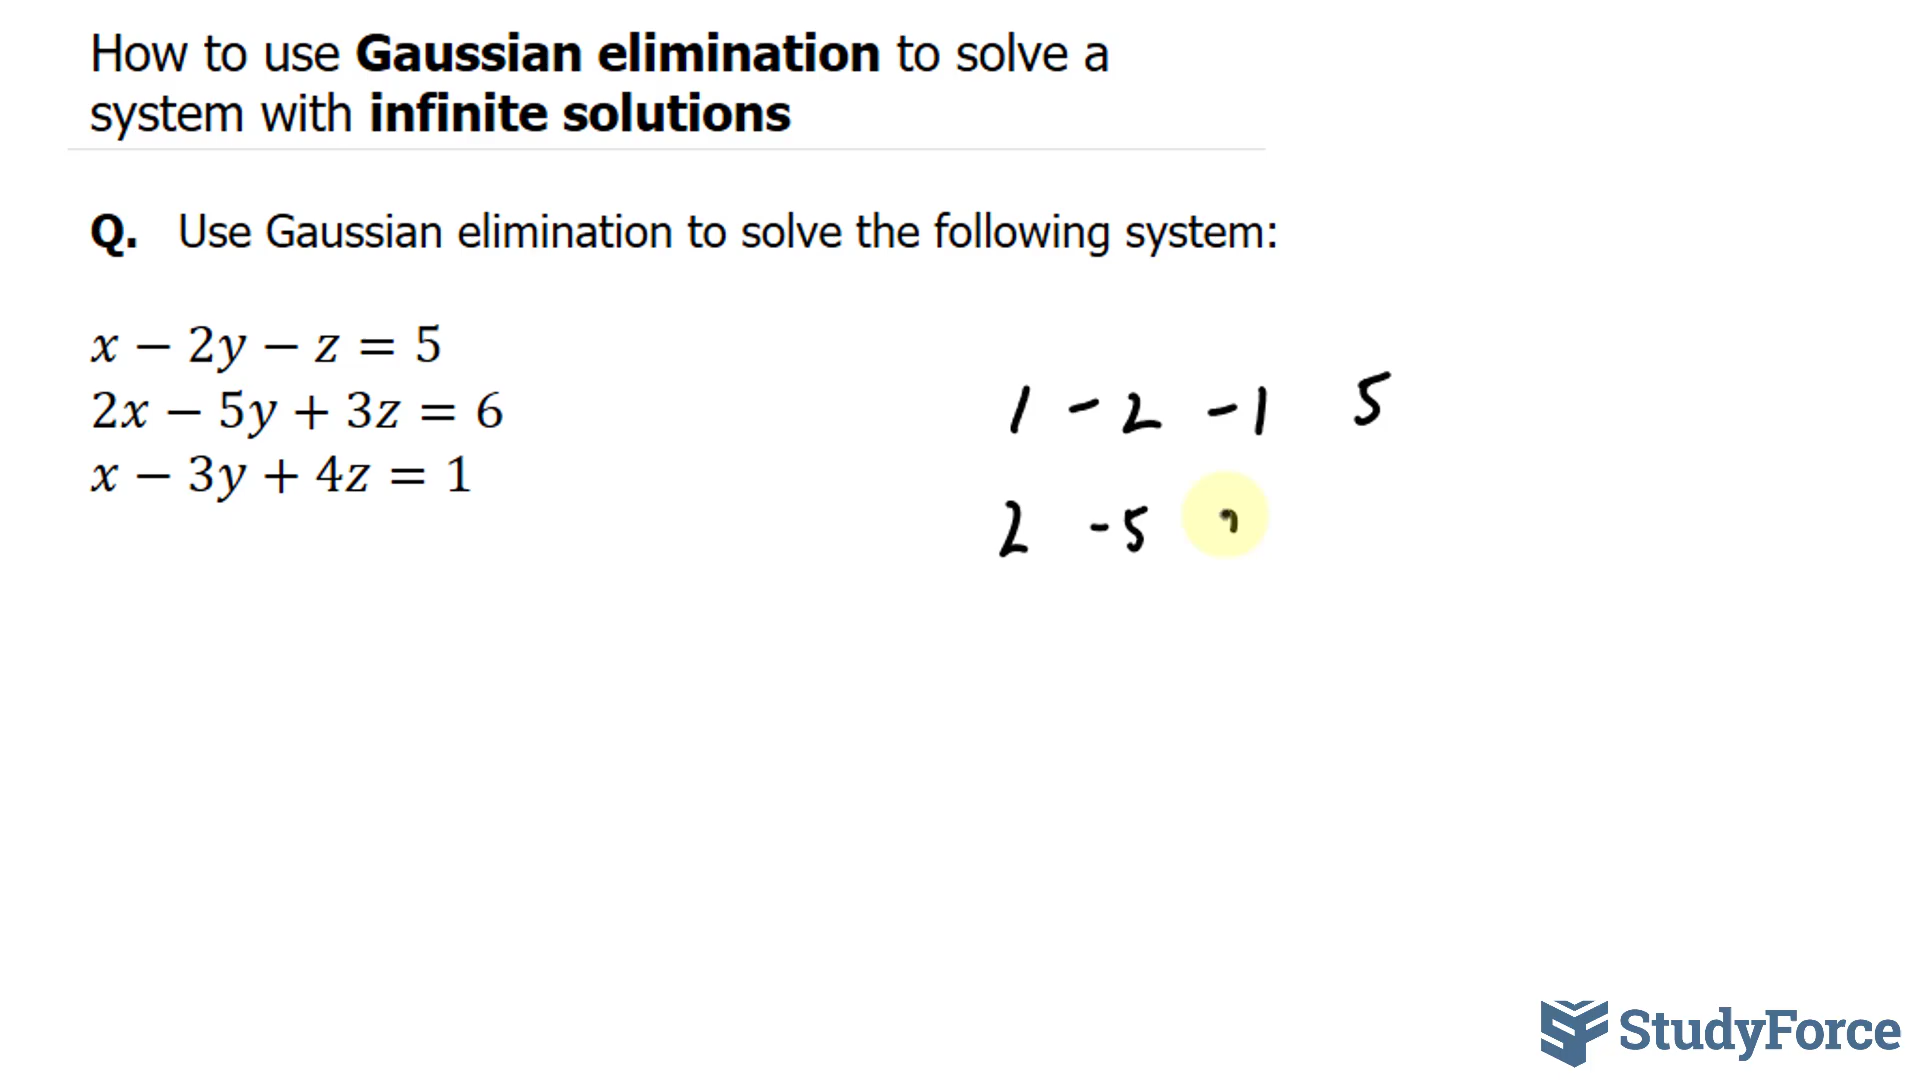 How to use Gaussian elimination to solve a
system with infinite solutions
Q. Use Gaussian elimination to solve the following system:
x − 2y − z = 5
2x − 5y + 3z = 6
x − 3y + 4z = 1
1 -2 -1 5
2 -5
StudyForce